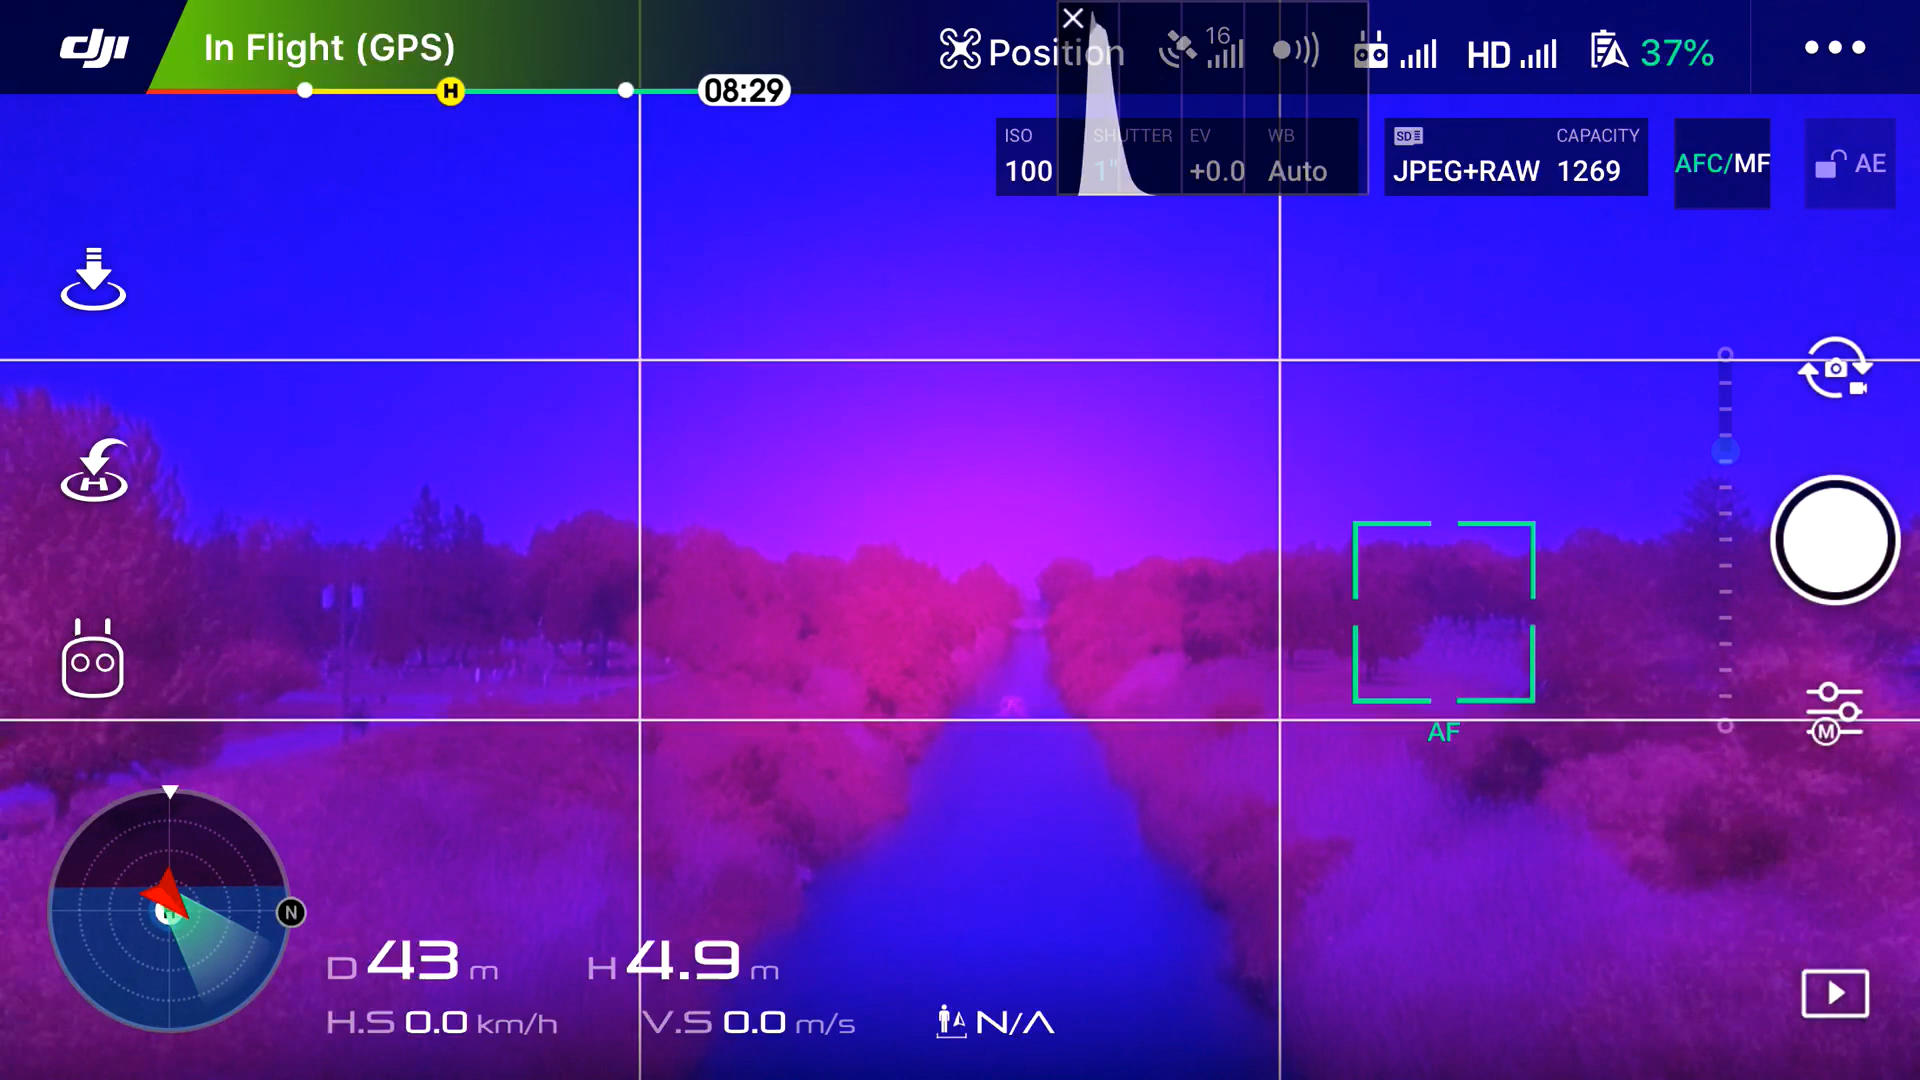 dji In Flight (GPS) Position 16 HD 37%
H 08:29
ISO SHUTTER EV WB SD CAPACITY
100 1" +0.0 Auto JPEG+RAW 1269 AFC/MF AE
H
AF
M
N
H
D 43 m H 4.9 m
H.S 0.0 km/h V.S 0.0 m/s N/A